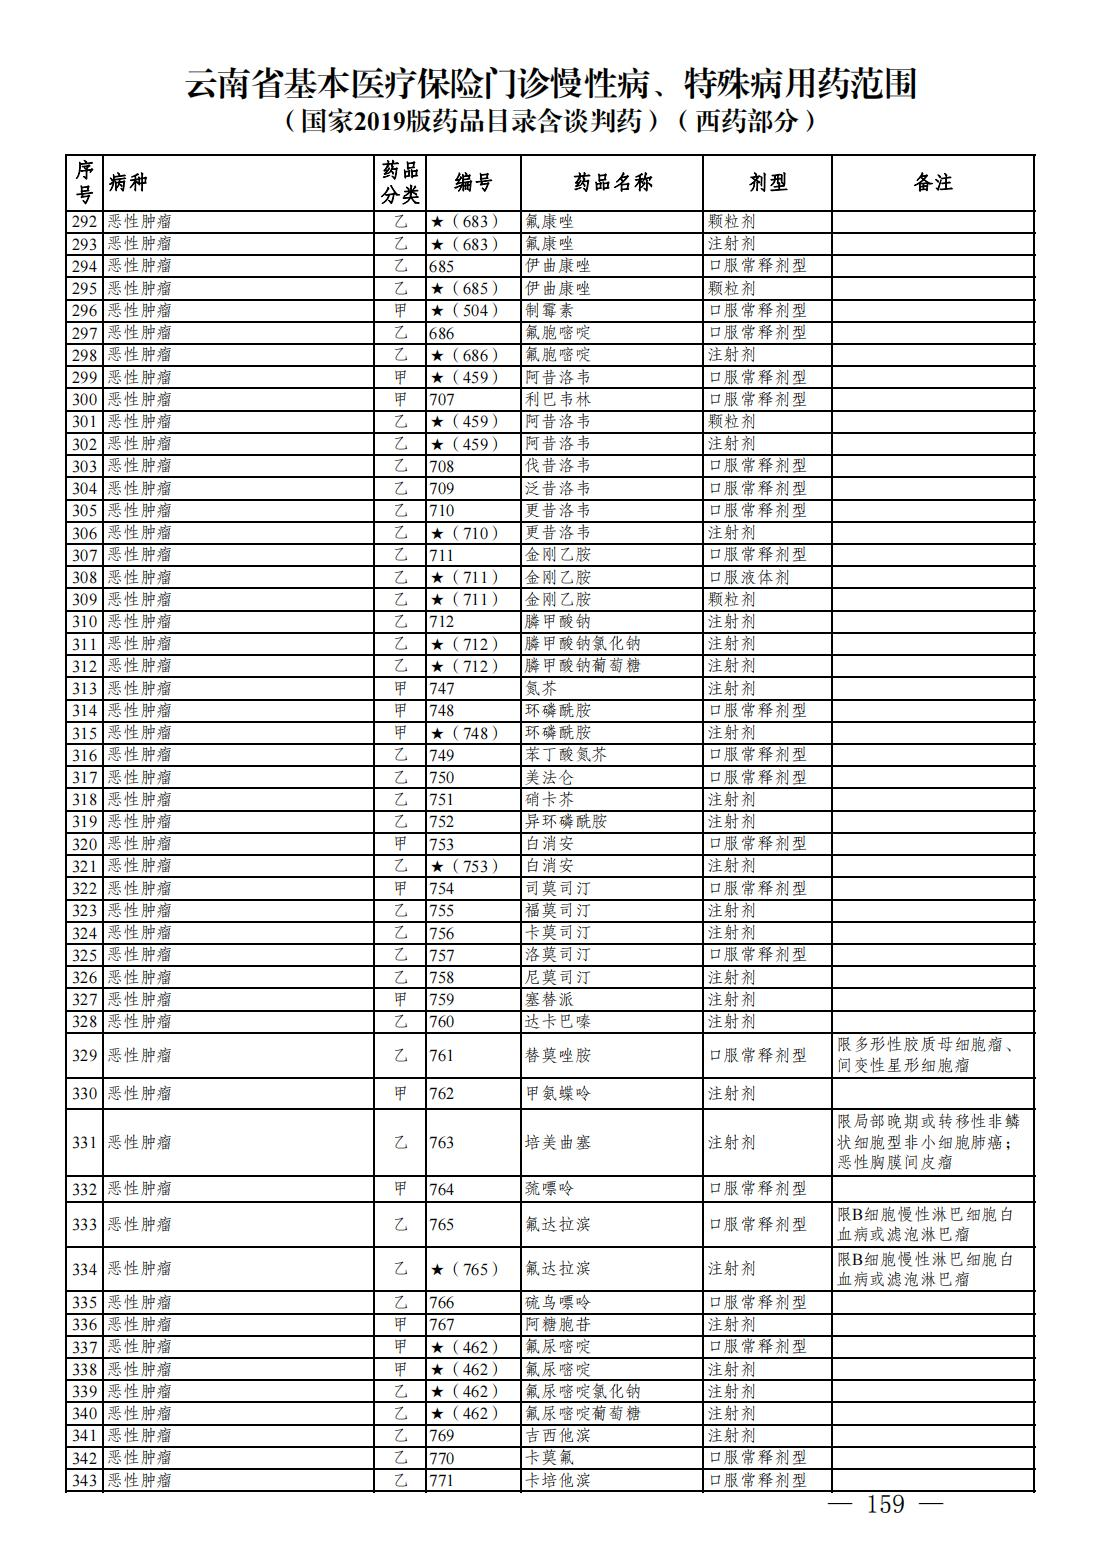 云南省基本医疗保险门诊慢性病、特殊病用药范围
（国家2019版药品目录含谈判药）（西药部分）
序号 病种 药品分类 编号 药品名称 剂型 备注
292 恶性肿瘤 乙 ★（683） 氟康唑 颗粒剂
293 恶性肿瘤 乙 ★（683） 氟康唑 注射剂
294 恶性肿瘤 乙 685 伊曲康唑 口服常释剂型
295 恶性肿瘤 乙 ★（685） 伊曲康唑 颗粒剂
296 恶性肿瘤 甲 ★（504） 制霉素 口服常释剂型
297 恶性肿瘤 乙 686 氟胞嘧啶 口服常释剂型
298 恶性肿瘤 乙 ★（686） 氟胞嘧啶 注射剂
299 恶性肿瘤 甲 ★（459） 阿昔洛韦 口服常释剂型
300 恶性肿瘤 甲 707 利巴韦林 口服常释剂型
301 恶性肿瘤 乙 ★（459） 阿昔洛韦 颗粒剂
302 恶性肿瘤 乙 ★（459） 阿昔洛韦 注射剂
303 恶性肿瘤 乙 708 伐昔洛韦 口服常释剂型
304 恶性肿瘤 乙 709 泛昔洛韦 口服常释剂型
305 恶性肿瘤 乙 710 更昔洛韦 口服常释剂型
306 恶性肿瘤 乙 ★（710） 更昔洛韦 注射剂
307 恶性肿瘤 乙 711 金刚乙胺 口服常释剂型
308 恶性肿瘤 乙 ★（711） 金刚乙胺 口服液体剂
309 恶性肿瘤 乙 ★（711） 金刚乙胺 颗粒剂
310 恶性肿瘤 乙 712 膦甲酸钠 注射剂
311 恶性肿瘤 乙 ★（712） 膦甲酸钠氯化钠 注射剂
312 恶性肿瘤 乙 ★（712） 膦甲酸钠葡萄糖 注射剂
313 恶性肿瘤 甲 747 氮芥 注射剂
314 恶性肿瘤 甲 748 环磷酰胺 口服常释剂型
315 恶性肿瘤 甲 ★（748） 环磷酰胺 注射剂
316 恶性肿瘤 乙 749 苯丁酸氮芥 口服常释剂型
317 恶性肿瘤 乙 750 美法仑 口服常释剂型
318 恶性肿瘤 乙 751 硝卡芥 注射剂
319 恶性肿瘤 乙 752 异环磷酰胺 注射剂
320 恶性肿瘤 甲 753 白消安 口服常释剂型
321 恶性肿瘤 乙 ★（753） 白消安 注射剂
322 恶性肿瘤 甲 754 司莫司汀 口服常释剂型
323 恶性肿瘤 乙 755 福莫司汀 注射剂
324 恶性肿瘤 乙 756 卡莫司汀 注射剂
325 恶性肿瘤 乙 757 洛莫司汀 口服常释剂型
326 恶性肿瘤 乙 758 尼莫司汀 注射剂
327 恶性肿瘤 甲 759 塞替派 注射剂
328 恶性肿瘤 乙 760 达卡巴嗪 注射剂
329 恶性肿瘤 乙 761 替莫唑胺 口服常释剂型 限多形性胶质母细胞瘤、
间变性星形细胞瘤
330 恶性肿瘤 甲 762 甲氨蝶呤 注射剂
331 恶性肿瘤 乙 763 培美曲塞 注射剂 限局部晚期或转移性非鳞
状细胞型非小细胞肺癌；
恶性胸膜间皮瘤
332 恶性肿瘤 甲 764 巯嘌呤 口服常释剂型
333 恶性肿瘤 乙 765 氟达拉滨 口服常释剂型 限B细胞慢性淋巴细胞白
血病或滤泡淋巴瘤
334 恶性肿瘤 乙 ★（765） 氟达拉滨 注射剂 限B细胞慢性淋巴细胞白
血病或滤泡淋巴瘤
335 恶性肿瘤 乙 766 硫鸟嘌呤 口服常释剂型
336 恶性肿瘤 甲 767 阿糖胞苷 注射剂
337 恶性肿瘤 甲 ★（462） 氟尿嘧啶 口服常释剂型
338 恶性肿瘤 甲 ★（462） 氟尿嘧啶 注射剂
339 恶性肿瘤 乙 ★（462） 氟尿嘧啶氯化钠 注射剂
340 恶性肿瘤 乙 ★（462） 氟尿嘧啶葡萄糖 注射剂
341 恶性肿瘤 乙 769 吉西他滨 注射剂
342 恶性肿瘤 乙 770 卡莫氟 口服常释剂型
343 恶性肿瘤 乙 771 卡培他滨 口服常释剂型
— 159 —